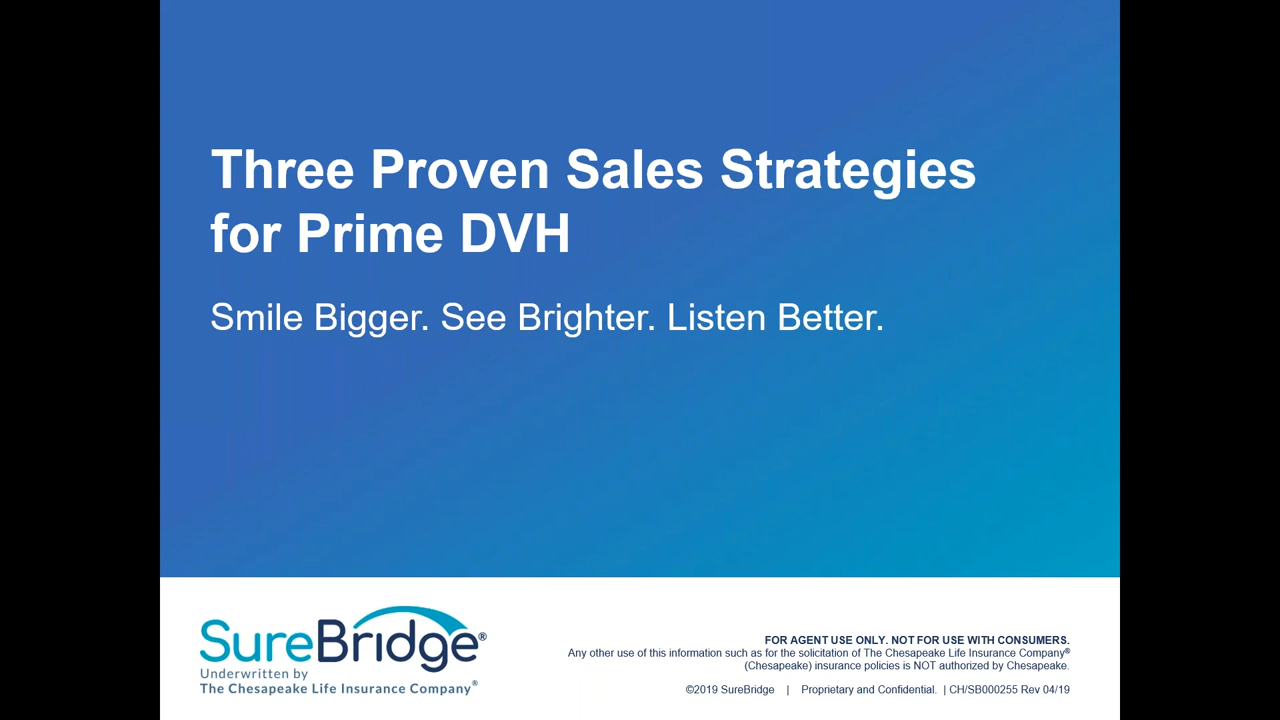 Three Proven Sales Strategies
for Prime DVH
Smile Bigger. See Brighter. Listen Better.
SureBridge®
Underwritten by
The Chesapeake Life Insurance Company®
FOR AGENT USE ONLY. NOT FOR USE WITH CONSUMERS.
Any other use of this information such as for the solicitation of The Chesapeake Life Insurance Company®
(Chesapeake) insurance policies is NOT authorized by Chesapeake.
©2019 SureBridge | Proprietary and Confidential. | CH/SB000255 Rev 04/19